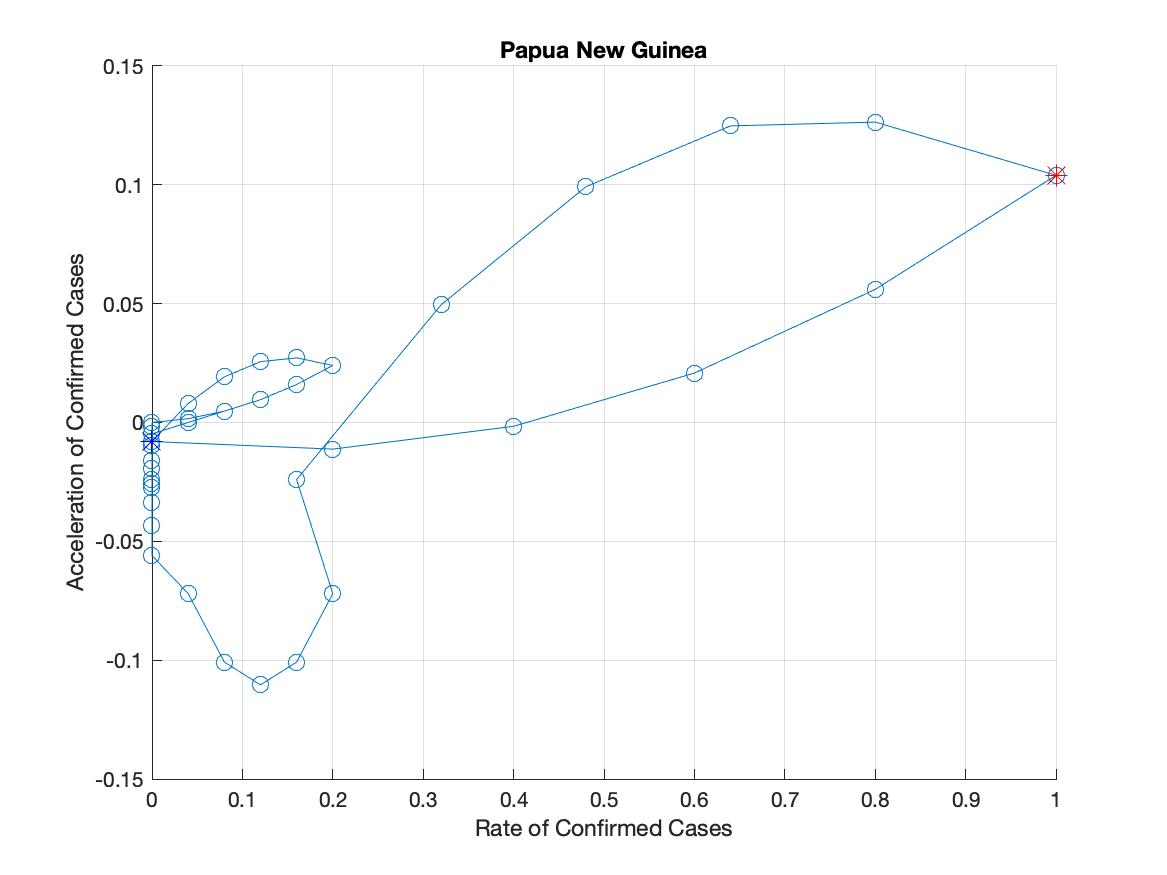 Papua New Guinea
0.15
0.1
0.05
0
-0.05
-0.1
-0.15
Acceleration of Confirmed Cases
0 0.1 0.2 0.3 0.4 0.5 0.6 0.7 0.8 0.9 1
Rate of Confirmed Cases